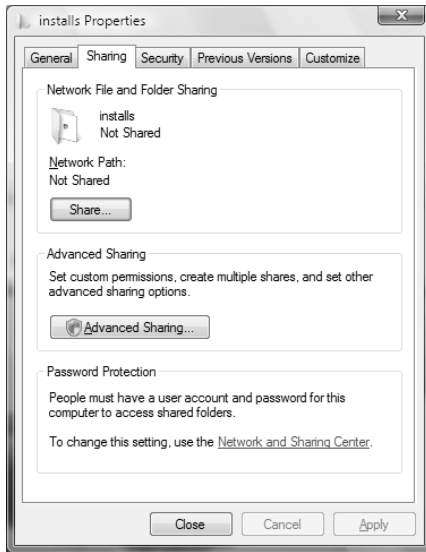 installs Properties
General Sharing Security Previous Versions Customize
Network File and Folder Sharing
installs
Not Shared
Network Path:
Not Shared
Share...
Advanced Sharing
Set custom permissions, create multiple shares, and set other
advanced sharing options.
Advanced Sharing...
Password Protection
People must have a user account and password for this
computer to access shared folders.
To change this setting, use the Network and Sharing Center.
Close Cancel Apply